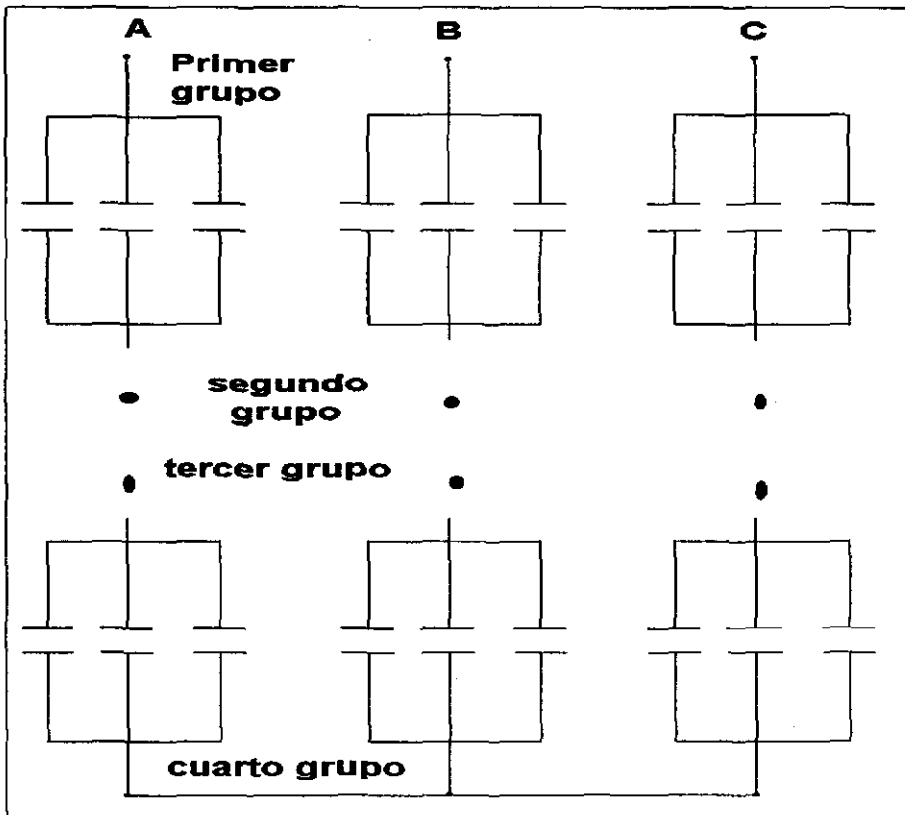 A B C
Primer
grupo
segundo
grupo
tercer grupo
cuarto grupo